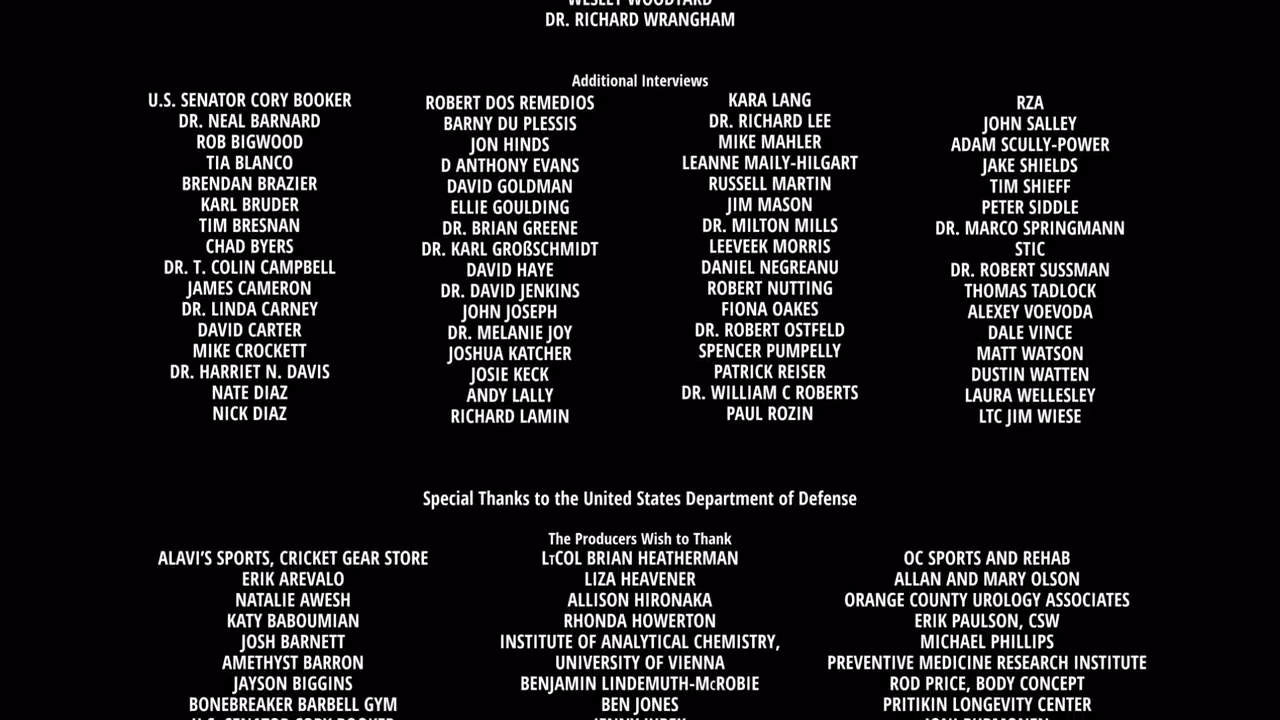 WESLEY WOODYARD
DR. RICHARD WRANGHAM
Additional Interviews
U.S. SENATOR CORY BOOKER
DR. NEAL BARNARD
ROB BIGWOOD
TIA BLANCO
BRENDAN BRAZIER
KARL BRUDER
TIM BRESNAN
CHAD BYERS
DR. T. COLIN CAMPBELL
JAMES CAMERON
DR. LINDA CARNEY
DAVID CARTER
MIKE CROCKETT
DR. HARRIET N. DAVIS
NATE DIAZ
NICK DIAZ
ROBERT DOS REMEDIOS
BARNY DU PLESSIS
JON HINDS
D ANTHONY EVANS
DAVID GOLDMAN
ELLIE GOULDING
DR. BRIAN GREENE
DR. KARL GROßSCHMIDT
DAVID HAYE
DR. DAVID JENKINS
JOHN JOSEPH
DR. MELANIE JOY
JOSHUA KATCHER
JOSIE KECK
ANDY LALLY
RICHARD LAMIN
KARA LANG
DR. RICHARD LEE
MIKE MAHLER
LEANNE MAILY-HILGART
RUSSELL MARTIN
JIM MASON
DR. MILTON MILLS
LEEVEEK MORRIS
DANIEL NEGREANU
ROBERT NUTTING
FIONA OAKES
DR. ROBERT OSTFELD
SPENCER PUMPELLY
PATRICK REISER
DR. WILLIAM C ROBERTS
PAUL ROZIN
RZA
JOHN SALLEY
ADAM SCULLY-POWER
JAKE SHIELDS
TIM SHIEFF
PETER SIDDLE
DR. MARCO SPRINGMANN
STIC
DR. ROBERT SUSSMAN
THOMAS TADLOCK
ALEXEY VOEVODA
DALE VINCE
MATT WATSON
DUSTIN WATTEN
LAURA WELLESLEY
LTC JIM WIESE
Special Thanks to the United States Department of Defense
The Producers Wish to Thank
ALAVI'S SPORTS, CRICKET GEAR STORE
ERIK AREVALO
NATALIE AWESH
KATY BABOUMIAN
JOSH BARNETT
AMETHYST BARRON
JAYSON BIGGINS
BONEBREAKER BARBELL GYM
U.S. SENATOR CORY BOOKER
LTCOL BRIAN HEATHERMAN
LIZA HEAVENER
ALLISON HIRONAKA
RHONDA HOWERTON
INSTITUTE OF ANALYTICAL CHEMISTRY,
UNIVERSITY OF VIENNA
BENJAMIN LINDEMUTH-MCROBIE
BEN JONES
OC SPORTS AND REHAB
ALLAN AND MARY OLSON
ORANGE COUNTY UROLOGY ASSOCIATES
ERIK PAULSON, CSW
MICHAEL PHILLIPS
PREVENTIVE MEDICINE RESEARCH INSTITUTE
ROD PRICE, BODY CONCEPT
PRITIKIN LONGEVITY CENTER